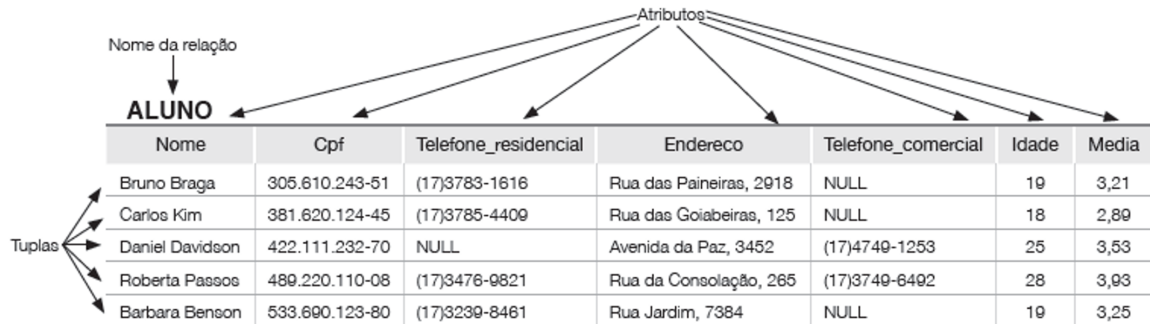 Atributos
Nome da relação
ALUNO
Nome Cpf Telefone_residencial Endereco Telefone_comercial Idade Media
Bruno Braga 305.610.243-51 (17)3783-1616 Rua das Paineiras, 2918 NULL 19 3,21
Carlos Kim 381.620.124-45 (17)3785-4409 Rua das Goiabeiras, 125 NULL 18 2,89
Tuplas Daniel Davidson 422.111.232-70 NULL Avenida da Paz, 3452 (17)4749-1253 25 3,53
Roberta Passos 489.220.110-08 (17)3476-9821 Rua da Consolação, 265 (17)3749-6492 28 3,93
Barbara Benson 533.690.123-80 (17)3239-8461 Rua Jardim, 7384 NULL 19 3,25